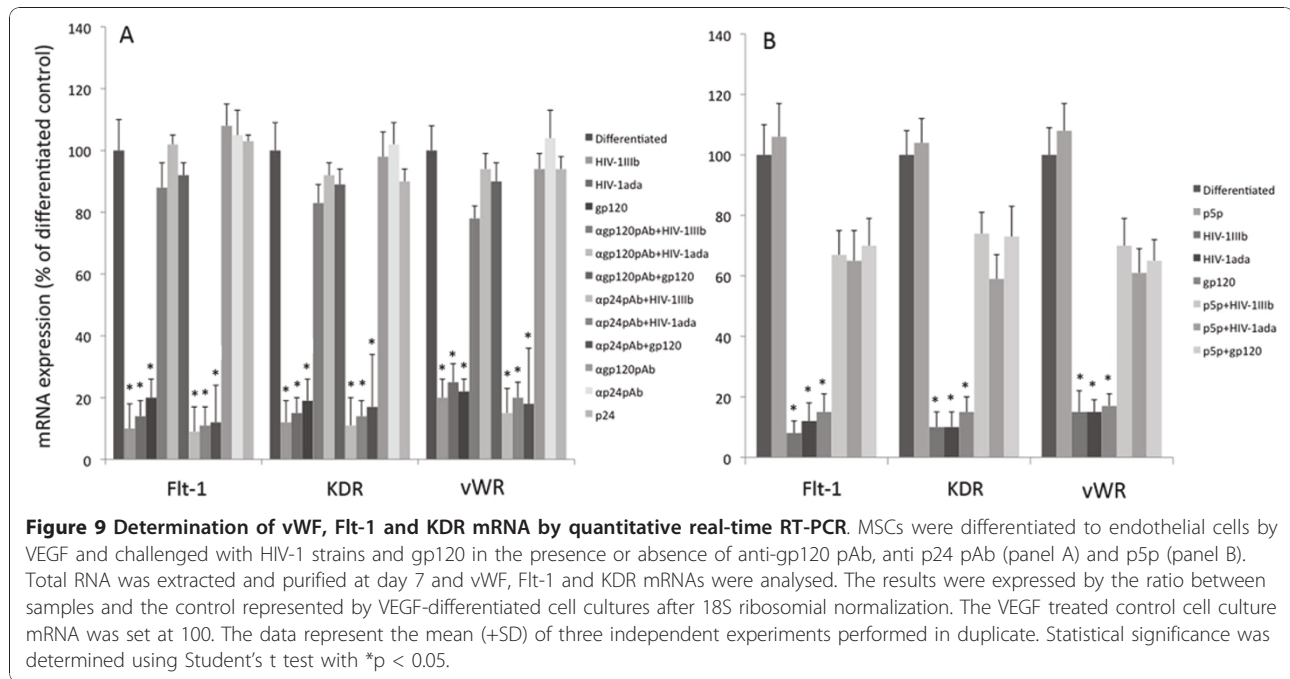 A
mRNA expression (% of differentiated control)
140
120
100
80
60
40
20
0
* * * * * *
* * * * * *
* * * * * *
Flt-1 KDR vWR
Differentiated
HIV-1IIIb
HIV-1ada
gp120
αgp120pAb+HIV-1IIIb
αgp120pAb+HIV-1ada
αgp120pAb+gp120
αp24pAb+HIV-1IIIb
αp24pAb+HIV-1ada
αp24pAb+gp120
αgp120pAb
αp24pAb
p24
B
140
120
100
80
60
40
20
0
* * *
* * *
* * *
Flt-1 KDR vWR
Differentiated
p5p
HIV-1IIIb
HIV-1ada
gp120
p5p+HIV-1IIIb
p5p+HIV-1ada
p5p+gp120
Figure 9 Determination of vWF, Flt-1 and KDR mRNA by quantitative real-time RT-PCR. MSCs were differentiated to endothelial cells by
VEGF and challenged with HIV-1 strains and gp120 in the presence or absence of anti-gp120 pAb, anti p24 pAb (panel A) and p5p (panel B).
Total RNA was extracted and purified at day 7 and vWF, Flt-1 and KDR mRNAs were analysed. The results were expressed by the ratio between
samples and the control represented by VEGF-differentiated cell cultures after 18S ribosomial normalization. The VEGF treated control cell culture
mRNA was set at 100. The data represent the mean (+SD) of three independent experiments performed in duplicate. Statistical significance was
determined using Student's t test with *p < 0.05.